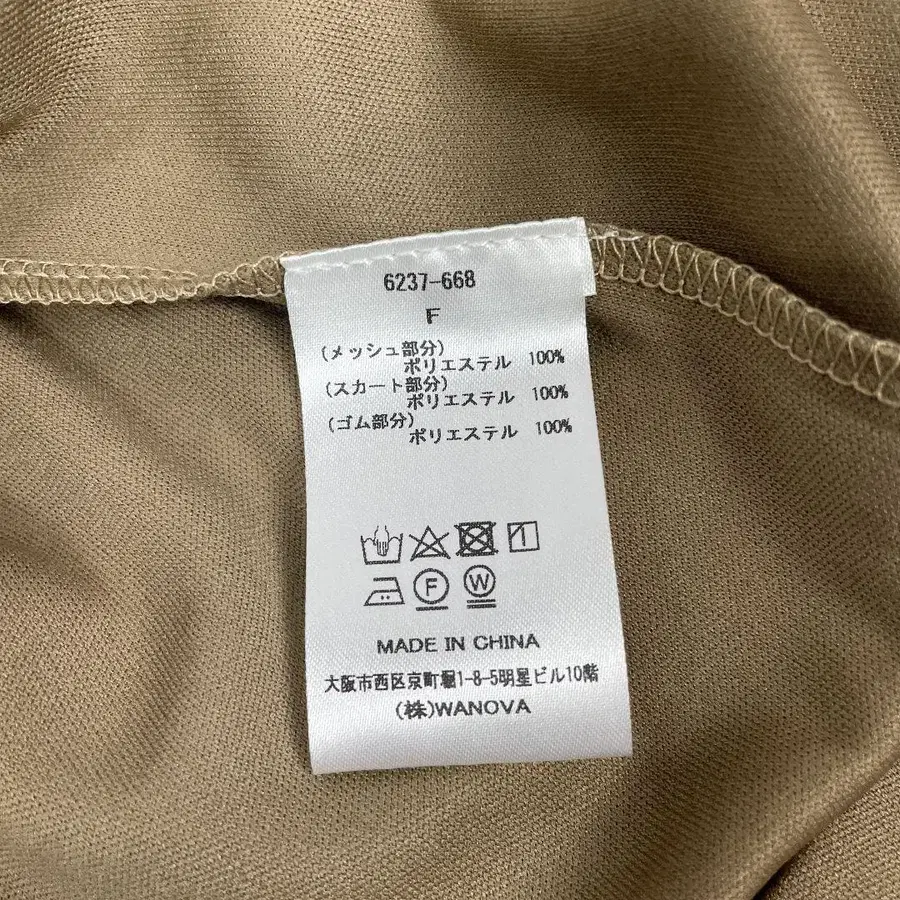 6237-668
F
(メッシュ部分)
ポリエステル 100%
(スカート部分)
ポリエステル 100%
(ゴム部分)
ポリエステル 100%
F W
MADE IN CHINA
大阪市西区京町堀1-8-5明星ビル10階
(株)WANOVA